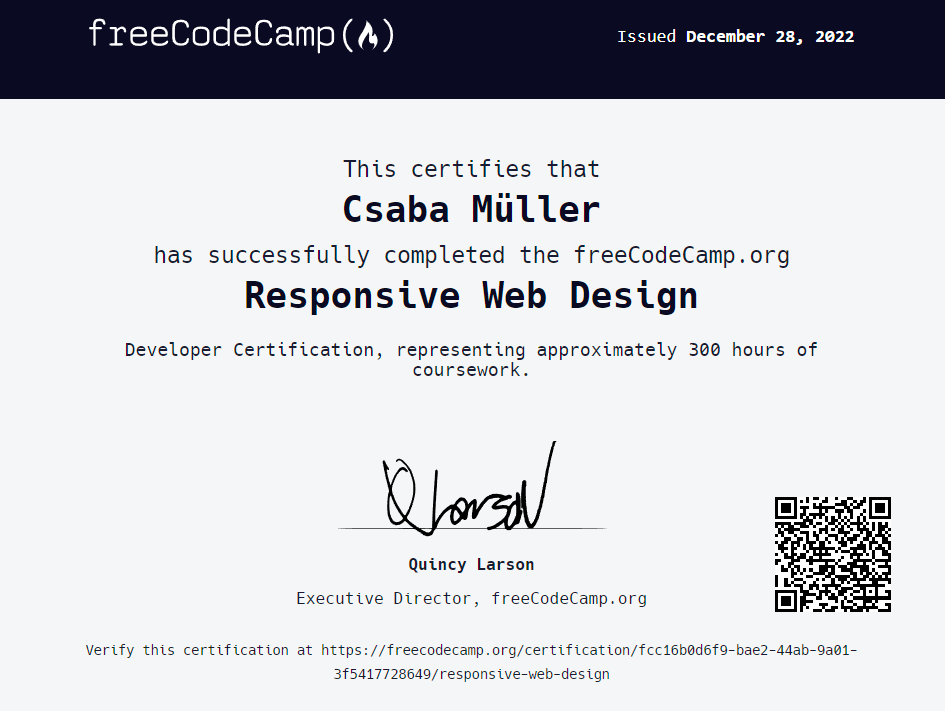 freeCodeCamp(🔥)
Issued December 28, 2022
This certifies that
Csaba Müller
has successfully completed the freeCodeCamp.org
Responsive Web Design
Developer Certification, representing approximately 300 hours of
coursework.
Q Larson
Quincy Larson
Executive Director, freeCodeCamp.org
Verify this certification at https://freecodecamp.org/certification/fcc16b0d6f9-bae2-44ab-9a01-
3f5417728649/responsive-web-design